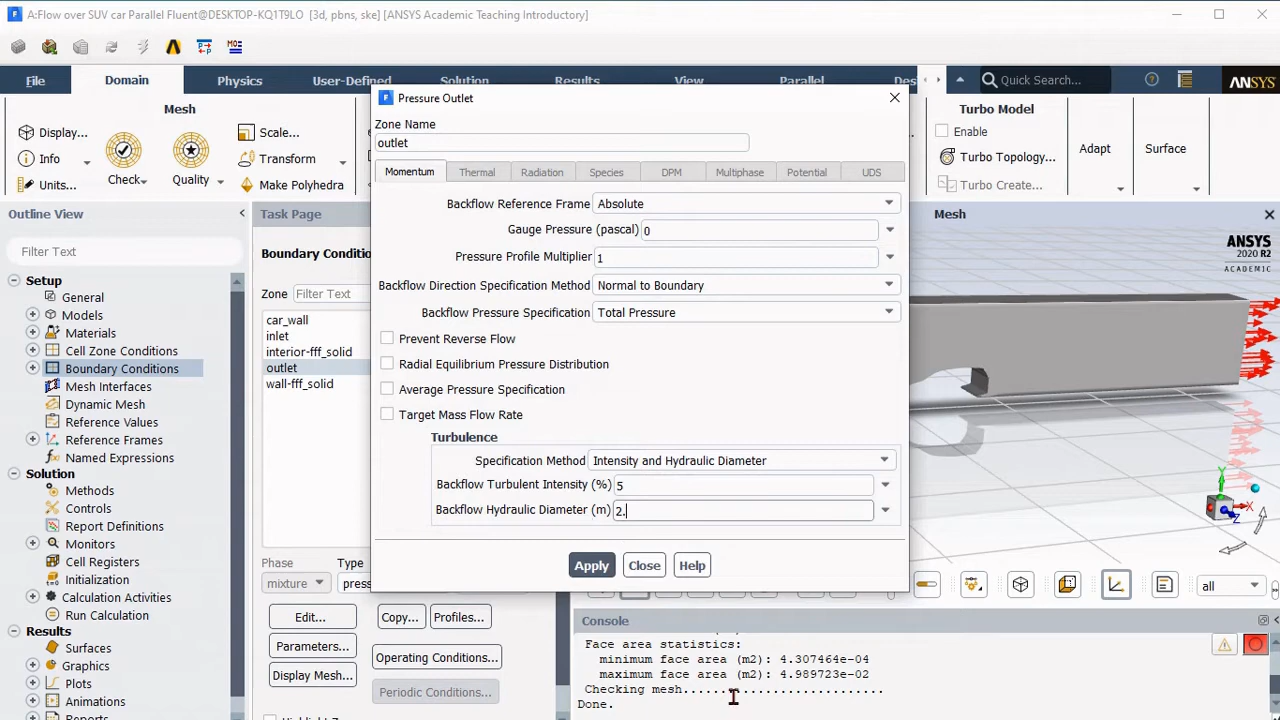 A:Flow over SUV car Parallel Fluent@DESKTOP-KQ1T9LO [3d, pbns, ske] [ANSYS Academic Teaching Introductory]
File Domain Physics User-Defined Solution Results View Parallel Quick Search... ANSYS
Mesh
Display... Scale...
Info Transform
Units... Check Quality Make Polyhedra
Turbo Model
Enable
Turbo Topology...
Turbo Create...
Adapt Surface
Pressure Outlet
Zone Name
outlet
Momentum Thermal Radiation Species DPM Multiphase Potential UDS
Backflow Reference Frame Absolute
Gauge Pressure (pascal) 0
Pressure Profile Multiplier 1
Backflow Direction Specification Method Normal to Boundary
Backflow Pressure Specification Total Pressure
Prevent Reverse Flow
Radial Equilibrium Pressure Distribution
Average Pressure Specification
Target Mass Flow Rate
Turbulence
Specification Method Intensity and Hydraulic Diameter
Backflow Turbulent Intensity (%) 5
Backflow Hydraulic Diameter (m) 2.
Apply Close Help
Outline View
Filter Text
Setup
General
Models
Materials
Cell Zone Conditions
Boundary Conditions
Mesh Interfaces
Dynamic Mesh
Reference Values
Reference Frames
Named Expressions
Solution
Methods
Controls
Report Definitions
Monitors
Cell Registers
Initialization
Calculation Activities
Run Calculation
Results
Surfaces
Graphics
Plots
Animations
Reports
Task Page
Boundary Conditio
Zone Filter Text
car_wall
inlet
interior-fff_solid
outlet
wall-fff_solid
Phase Type
mixture press
Edit... Copy... Profiles...
Parameters... Operating Conditions...
Display Mesh... Periodic Conditions...
Mesh
ANSYS
2020 R2
ACADEMIC
Y
X
Z
all
Console
Face area statistics:
minimum face area (m2): 4.307464e-04
maximum face area (m2): 4.989723e-02
Checking mesh..........................
Done.